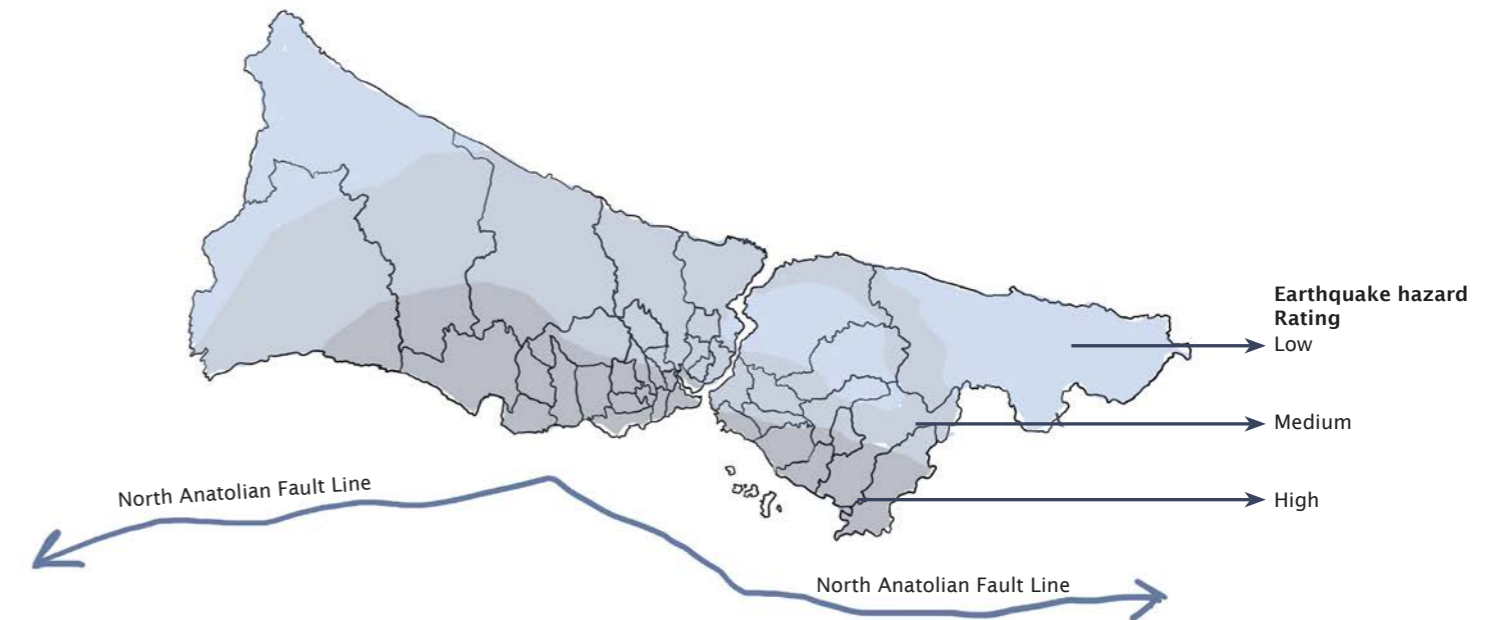 Earthquake hazard
Rating
Low
Medium
High
North Anatolian Fault Line
North Anatolian Fault Line